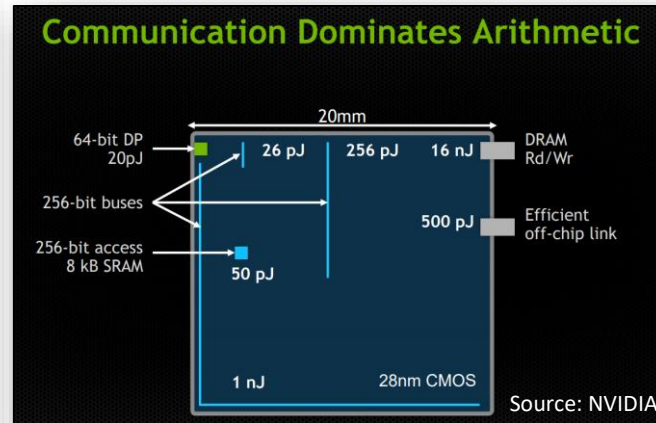 Communication Dominates Arithmetic
20mm
64-bit DP
20pJ
26 pJ
256 pJ
16 nJ
DRAM
Rd/Wr
256-bit buses
500 pJ
Efficient
off-chip link
256-bit access
8 kB SRAM
50 pJ
1 nJ
28nm CMOS
Source: NVIDIA